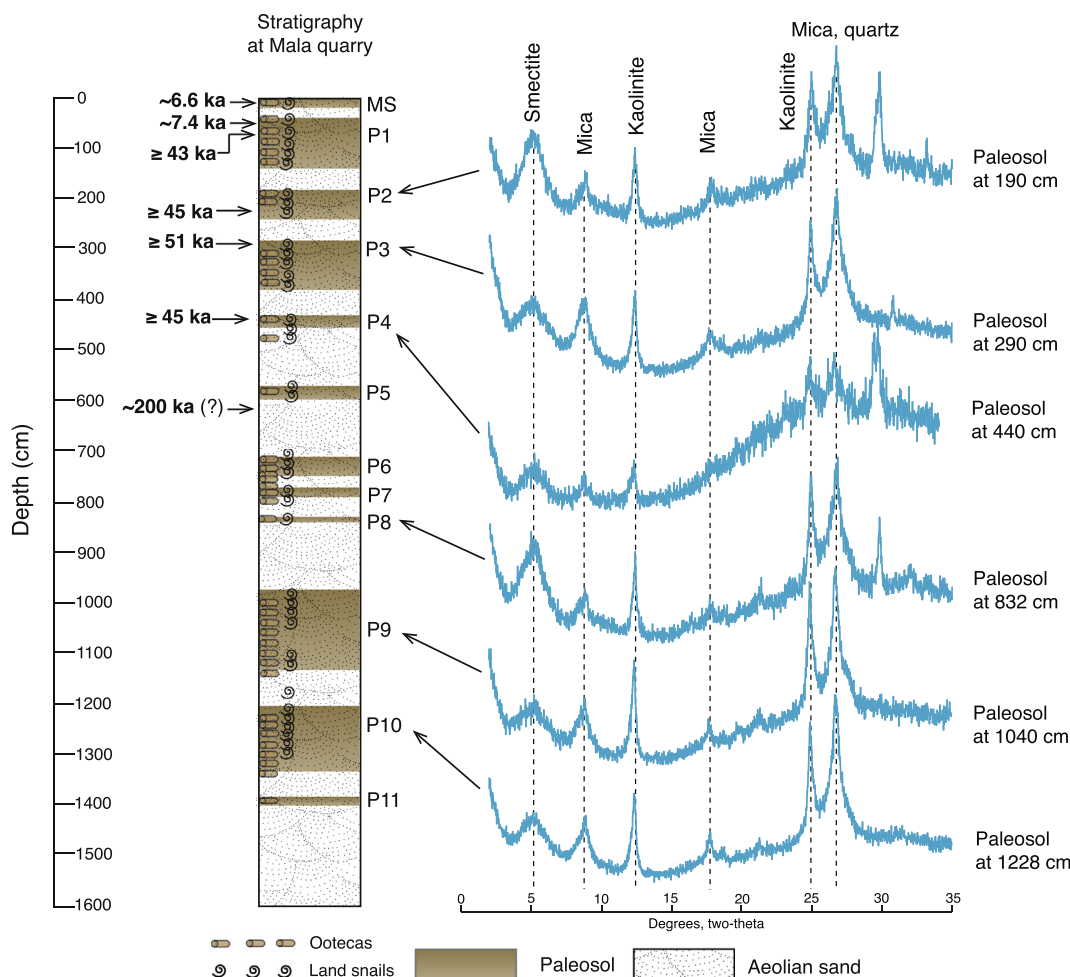 Stratigraphy
at Mala quarry
Mica, quartz
Smectite
Mica
Kaolinite
Mica
Kaolinite
Depth (cm)
0
100
200
300
400
500
600
700
800
900
1000
1100
1200
1300
1400
1500
1600
~6.6 ka
~7.4 ka
≥ 43 ka
≥ 45 ka
≥ 51 ka
≥ 45 ka
~200 ka (?)
MS
P1
P2
P3
P4
P5
P6
P7
P8
P9
P10
P11
Paleosol
at 190 cm
Paleosol
at 290 cm
Paleosol
at 440 cm
Paleosol
at 832 cm
Paleosol
at 1040 cm
Paleosol
at 1228 cm
0 5 10 15 20 25 30 35
Degrees, two-theta
Ootecas
Land snails
Paleosol
Aeolian sand